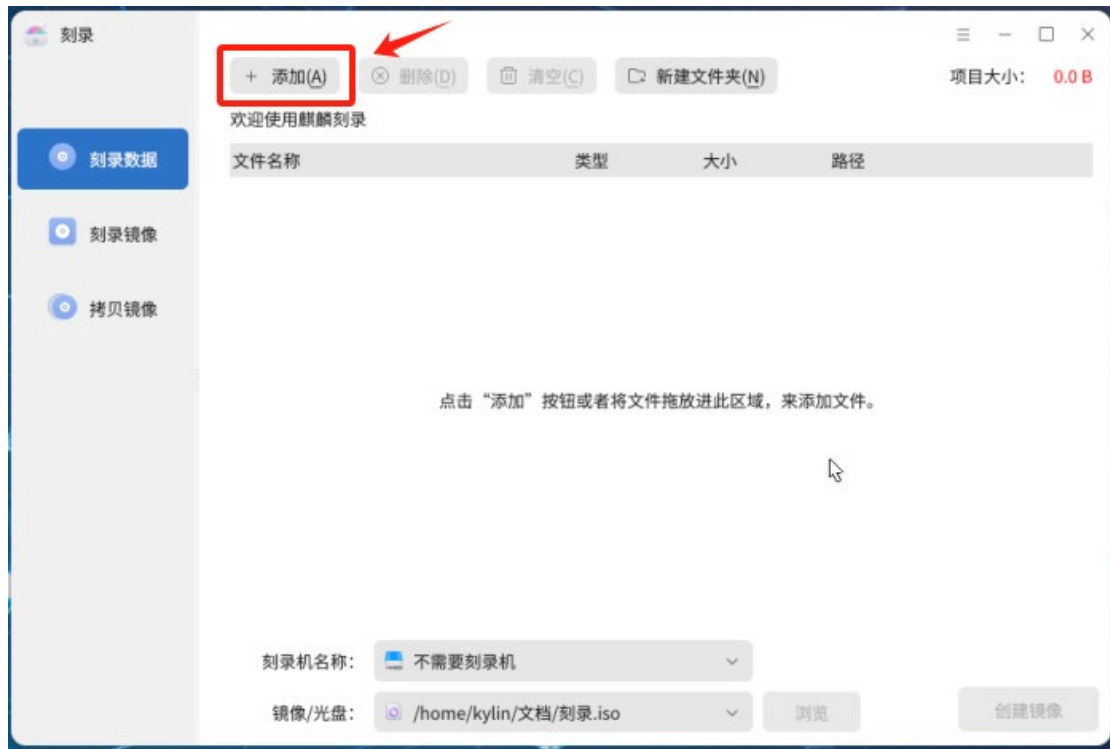 刻录
+ 添加(A) 删除(D) 清空(C) 新建文件夹(N) 项目大小: 0.0 B
欢迎使用麒麟刻录
文件名称 类型 大小 路径
刻录数据
刻录镜像
拷贝镜像
点击“添加”按钮或者将文件拖放进此区域，来添加文件。
刻录机名称: 不需要刻录机
镜像/光盘: /home/kylin/文档/刻录.iso 浏览 创建镜像